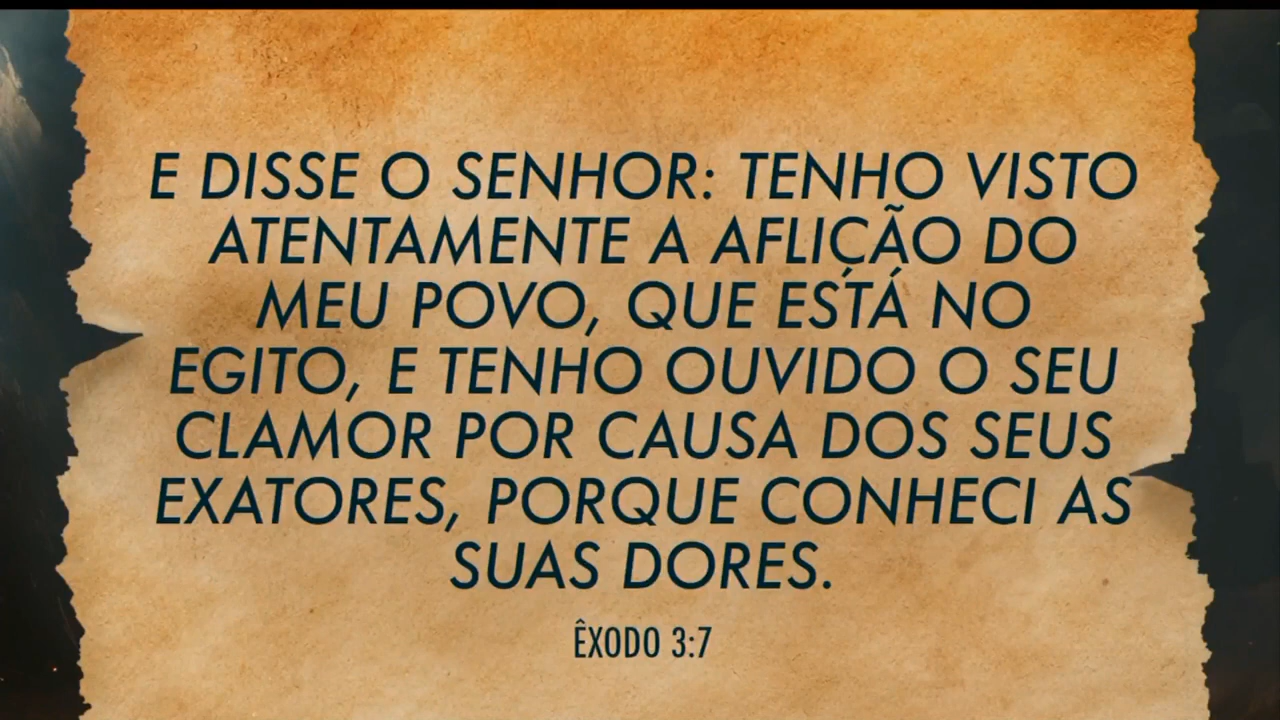 E DISSE O SENHOR: TENHO VISTO
ATENTAMENTE A AFLIÇÃO DO
MEU POVO, QUE ESTÁ NO
EGITO, E TENHO OUVIDO O SEU
CLAMOR POR CAUSA DOS SEUS
EXATORES, PORQUE CONHECI AS
SUAS DORES.
ÊXODO 3:7